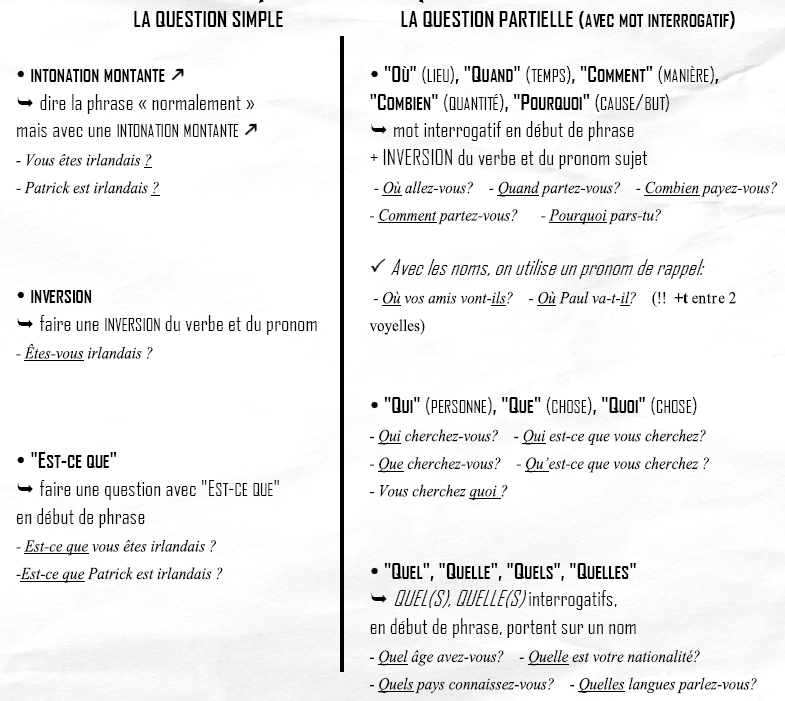 LA QUESTION SIMPLE
• INTONATION MONTANTE ↗
➥ dire la phrase « normalement »
mais avec une INTONATION MONTANTE ↗
- Vous êtes irlandais ?
- Patrick est irlandais ?
• INVERSION
➥ faire une INVERSION du verbe et du pronom
- Êtes-vous irlandais ?
• "EST-CE QUE"
➥ faire une question avec "EST-CE QUE"
en début de phrase
- Est-ce que vous êtes irlandais ?
-Est-ce que Patrick est irlandais ?
LA QUESTION PARTIELLE (AVEC MOT INTERROGATIF)
• "OÙ" (LIEU), "QUAND" (TEMPS), "COMMENT" (MANIÈRE),
"COMBIEN" (QUANTITÉ), "POURQUOI" (CAUSE/BUT)
➥ mot interrogatif en début de phrase
+ INVERSION du verbe et du pronom sujet
- Où allez-vous? - Quand partez-vous? - Combien payez-vous?
- Comment partez-vous? - Pourquoi pars-tu?
✓ Avec les noms, on utilise un pronom de rappel:
- Où vos amis vont-ils? - Où Paul va-t-il? (!! +t entre 2
voyelles)
• "QUI" (PERSONNE), "QUE" (CHOSE), "QUOI" (CHOSE)
- Qui cherchez-vous? - Qui est-ce que vous cherchez?
- Que cherchez-vous? - Qu'est-ce que vous cherchez ?
- Vous cherchez quoi ?
• "QUEL", "QUELLE", "QUELS", "QUELLES"
➥ QUEL(S), QUELLE(S) interrogatifs,
en début de phrase, portent sur un nom
- Quel âge avez-vous? - Quelle est votre nationalité?
- Quels pays connaissez-vous? - Quelles langues parlez-vous?